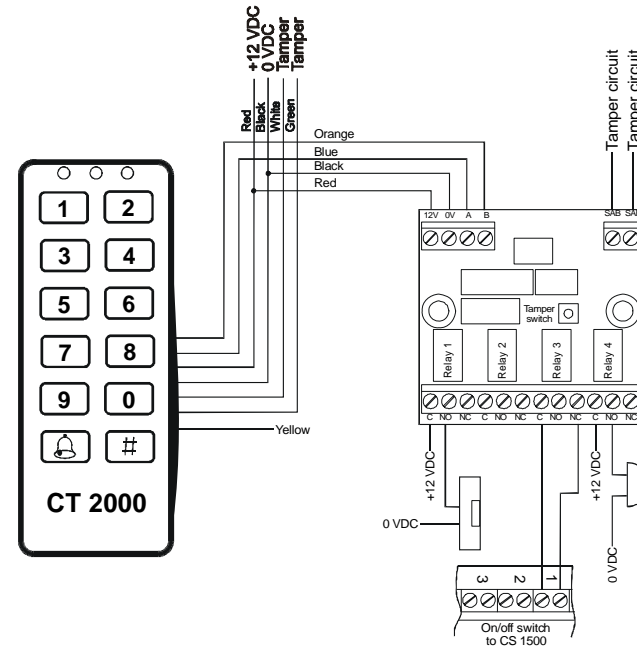 +12 VDC
0 VDC
Tamper
Tamper
Red
Black
White
Green
Tamper circuit
Tamper circuit
Orange
Blue
Black
Red
12V 0V A B
SAB
1 2
3 4
5 6
7 8
9 0
#
CT 2000
Yellow
Tamper
switch
Relay 1
Relay 2
Relay 3
Relay 4
C NO NC C NO NC C NO NC C NO NC
+12 VDC
+12 VDC
0 VDC
0 VDC
3 2 1
On/off switch
to CS 1500